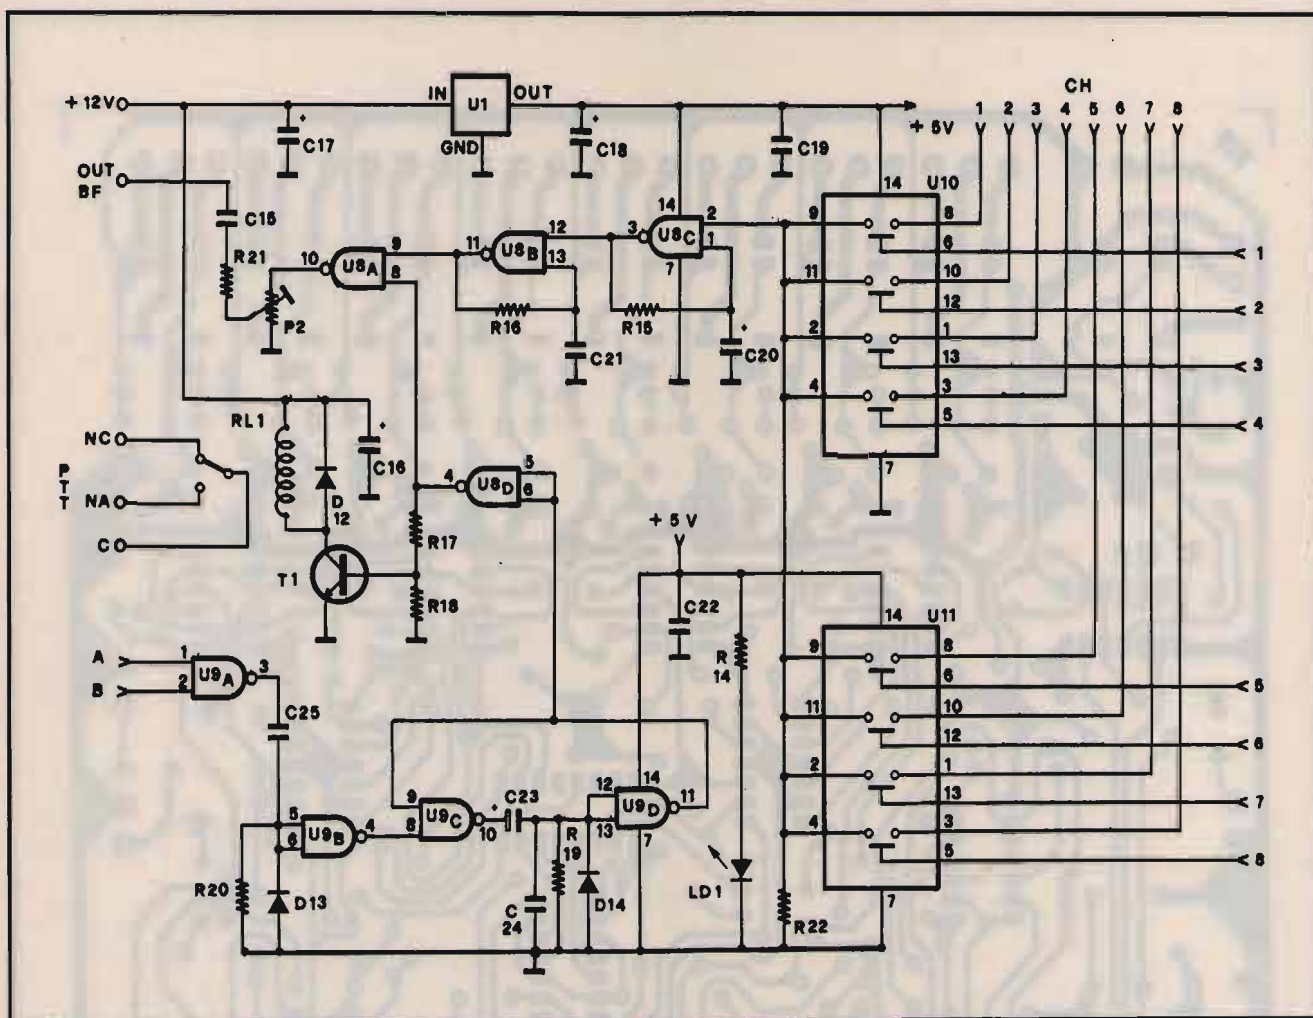 CH
1 2 3 4 5 6 7 8
+ 12V
IN
U1
OUT
GND
C17
C18
C19
+ 5V
OUT
BF
C15
R21
P2
10
U8A
9
8
11
U8B
12
13
R16
C21
3
U8C
14
2
1
7
R15
C20
14
U10
9
8
6
1
11
10
12
2
2
1
13
3
4
3
5
4
7
RL1
D
12
C16
NC
P
T
T
NA
C
4
U8D
5
6
R17
R18
T1
+ 5 V
C22
R
14
LD1
14
U11
9
8
6
5
11
10
12
6
2
1
13
7
4
3
5
8
7
R22
A
1
B
2
U9A
3
C25
5
6
U9B
4
R20
D13
9
8
U9C
10
+
C23
C
24
R
19
D14
12
13
U9D
14
11
7